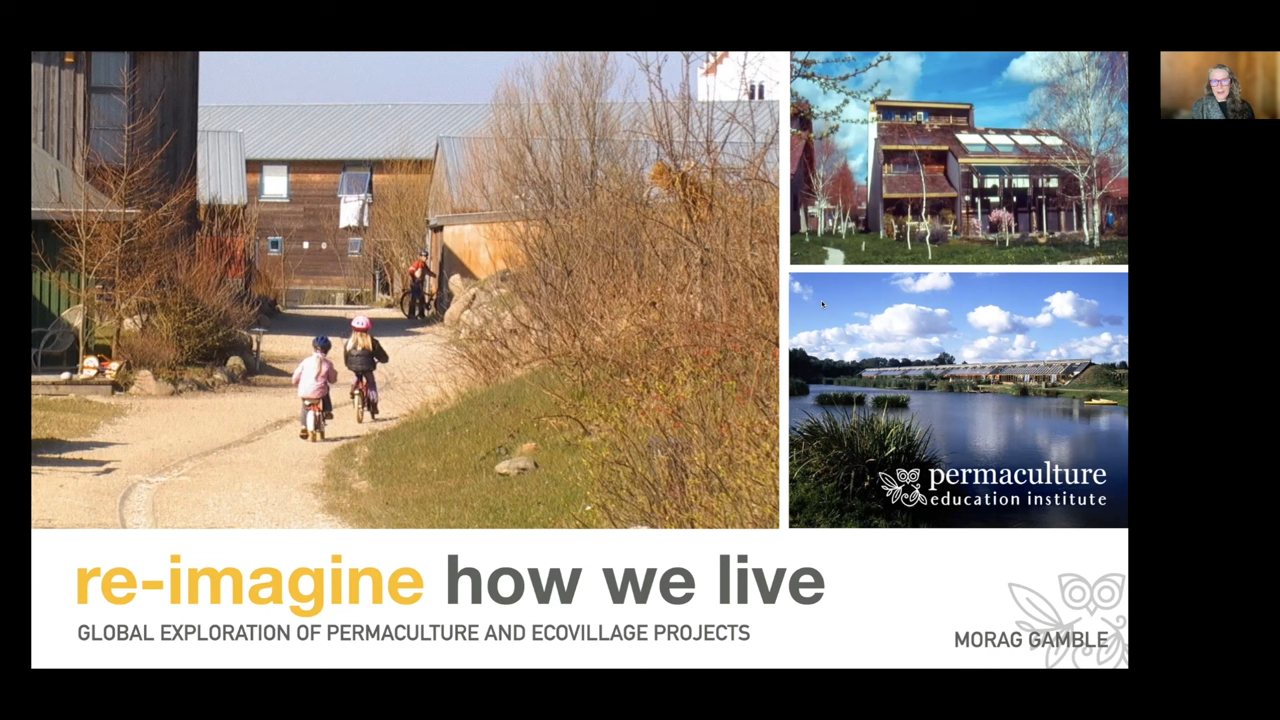 permaculture
education institute
re-imagine how we live
GLOBAL EXPLORATION OF PERMACULTURE AND ECOVILLAGE PROJECTS
MORAG GAMBLE